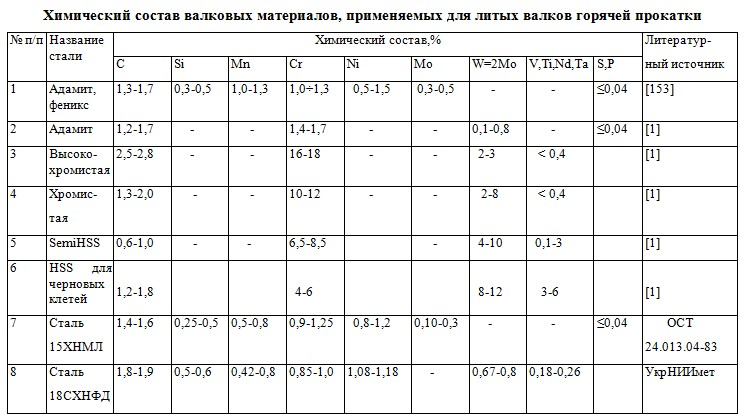 Химический состав валковых материалов, применяемых для литых валков горячей прокатки
№ п/п Название стали Химический состав,% Литератур-ный источник
C Si Mn Cr Ni Mo W=2Mo V,Ti,Nd,Ta S,P
1 Адамит, феникс 1,3-1,7 0,3-0,5 1,0-1,3 1,0÷1,3 0,5-1,5 0,3-0,5 - - ≤0,04 [153]
2 Адамит 1,2-1,7 - - 1,4-1,7 0,1-0,8 - ≤0,04 [1]
3 Высоко-хромистая 2,5-2,8 - - 16-18 2-3 < 0,4 [1]
4 Хромис-тая 1,3-2,0 - - 10-12 2-8 < 0,4 [1]
5 SemiHSS 0,6-1,0 - - 6,5-8,5 - 4-10 0,1-3 [1]
6 HSS для черновых клетей 1,2-1,8 4-6 8-12 3-6 [1]
7 Сталь 15ХНМЛ 1,4-1,6 0,25-0,5 0,5-0,8 0,9-1,25 0,8-1,2 0,10-0,3 - - ≤0,04 ОСТ 24.013.04-83
8 Сталь 18СХНФД 1,8-1,9 0,5-0,6 0,42-0,8 0,85-1,0 1,08-1,18 - 0,67-0,8 0,18-0,26 УкрНИИмет